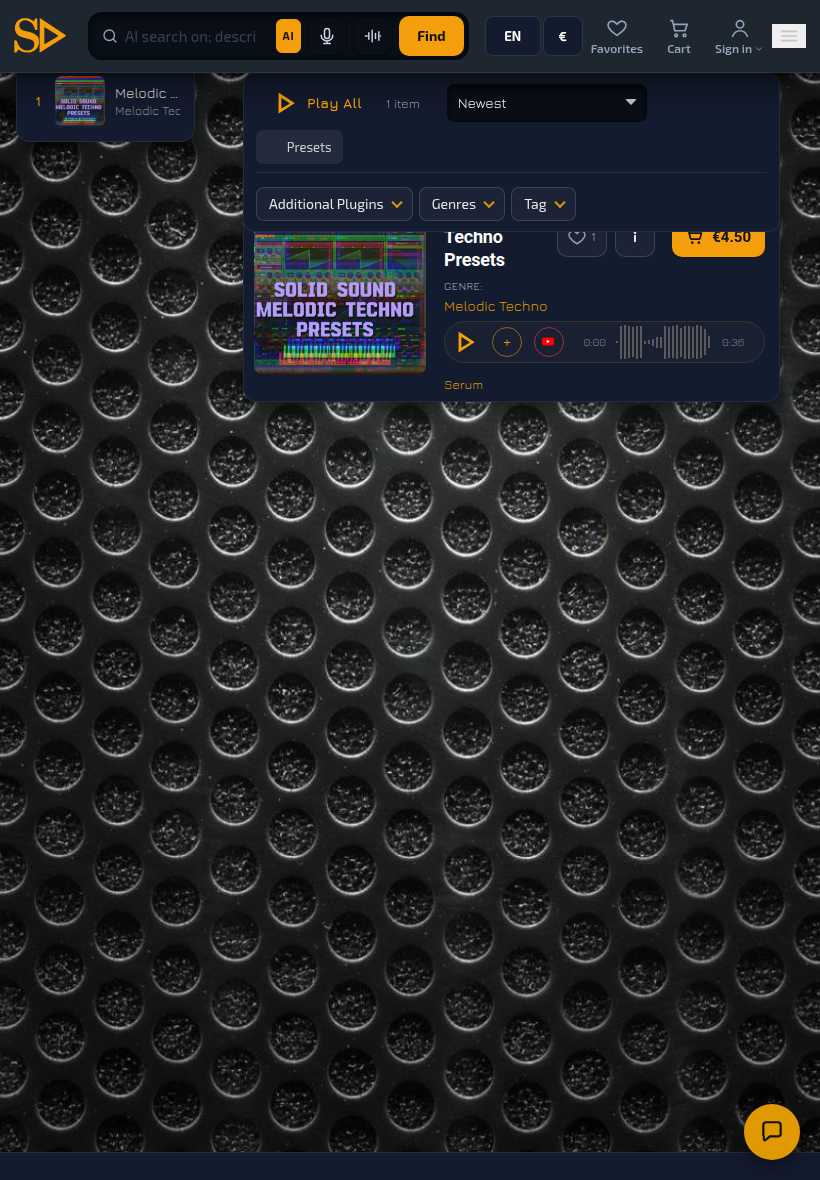 SD
AI search on: descri
AI
Find
EN
€
Favorites
Cart
Sign in
1
Melodic ...
Melodic Tec
SOLID SOUND
MELODIC TECHNO
PRESETS
Play All
1 item
Newest
Presets
Additional Plugins
Genres
Tag
Techno
Presets
1
i
€4.50
GENRE:
Melodic Techno
SOLID SOUND
MELODIC TECHNO
PRESETS
+
0:00
0:36
Serum